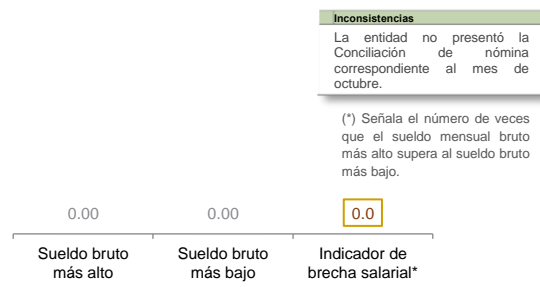 Inconsistencias
La entidad no presentó la
Conciliación de nómina
correspondiente al mes de
octubre.
(*) Señala el número de veces
que el sueldo mensual bruto
más alto supera al sueldo bruto
más bajo.
0.00 0.00 0.0
Sueldo bruto Sueldo bruto Indicador de
más alto más bajo brecha salarial*